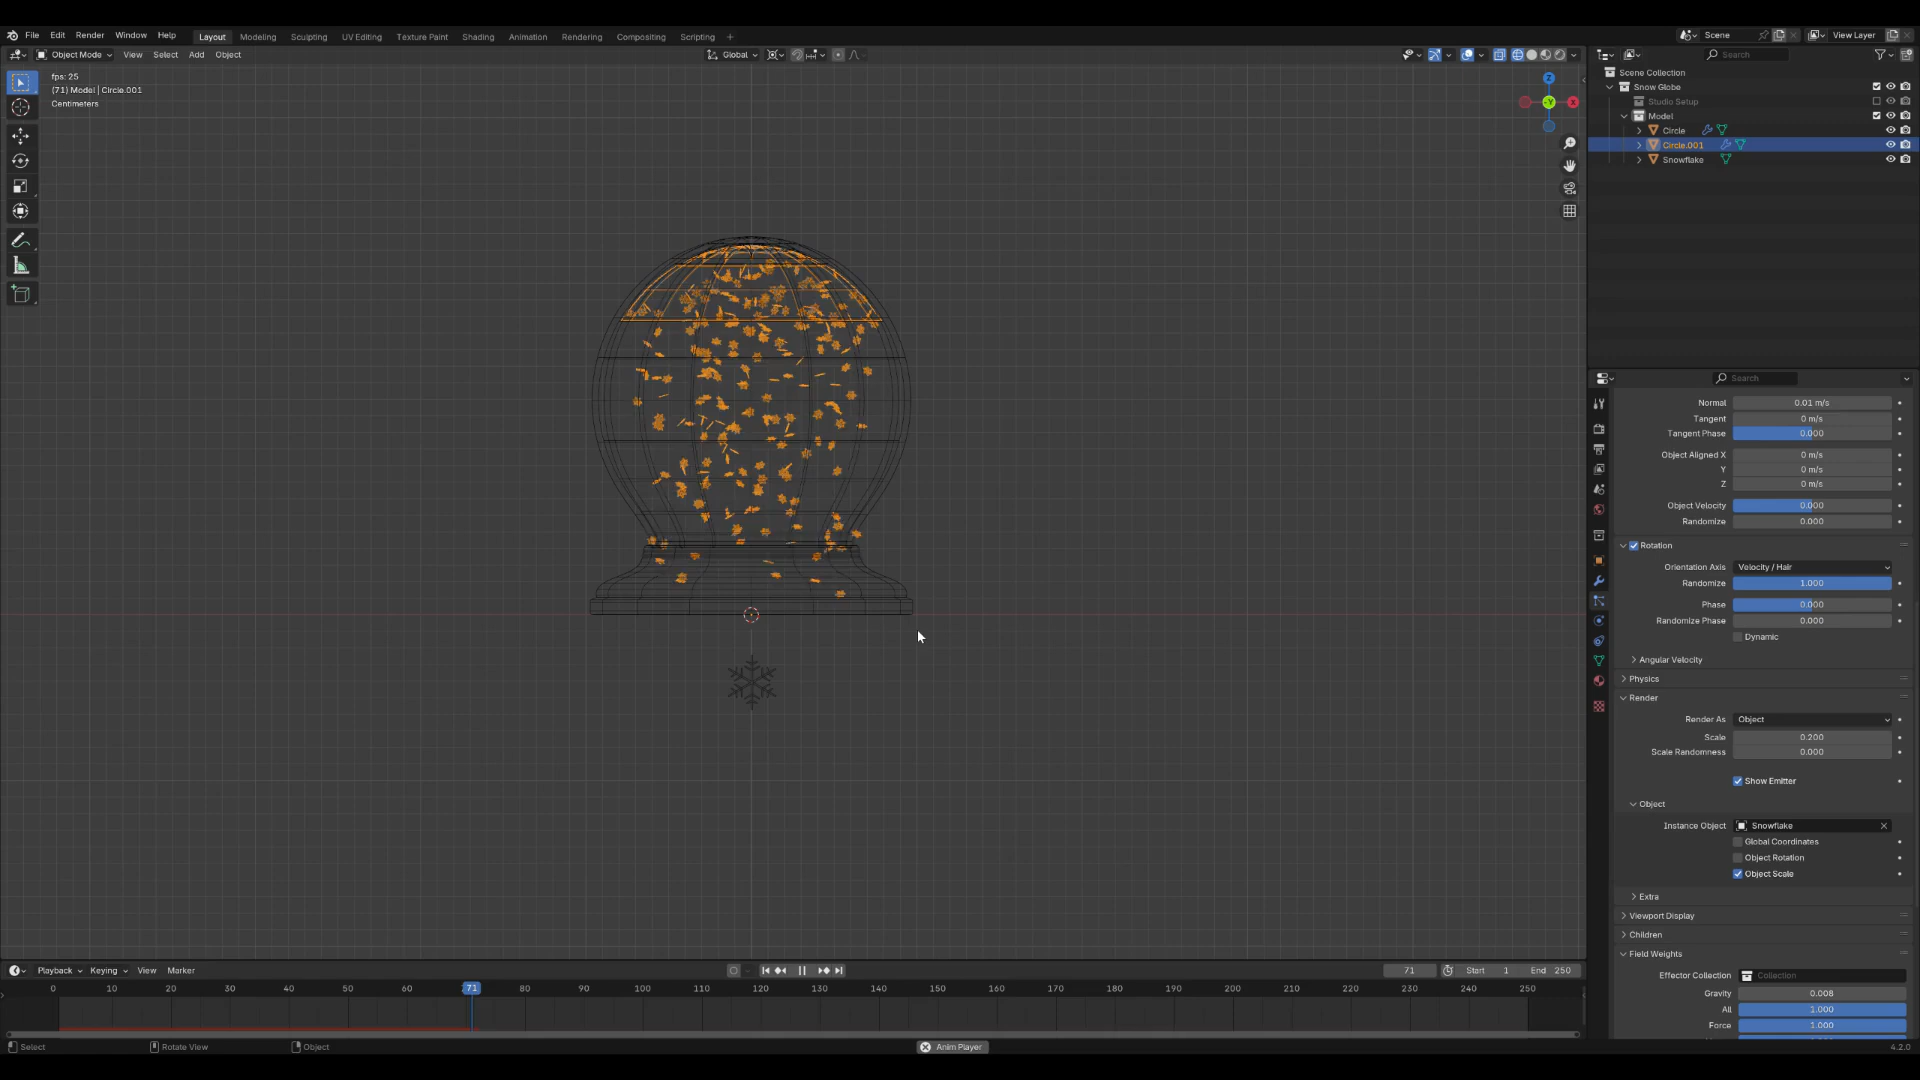 File Edit Render Window Help Layout Modeling Sculpting UV Editing Texture Paint Shading Animation Rendering Compositing Scripting + Scene View Layer
Object Mode View Select Add Object Global Search
fps: 25
(71) Model | Circle.001
Centimeters
Z
-Y X
Scene Collection
Snow Globe
Studio Setup
Model
Circle
Circle.001
Snowflake
Search
Normal 0.01 m/s
Tangent 0 m/s
Tangent Phase 0.000
Object Aligned X 0 m/s
Y 0 m/s
Z 0 m/s
Object Velocity 0.000
Randomize 0.000
Rotation
Orientation Axis Velocity / Hair
Randomize 1.000
Phase 0.000
Randomize Phase 0.000
Dynamic
Angular Velocity
Physics
Render
Render As Object
Scale 0.200
Scale Randomness 0.000
Show Emitter
Object
Instance Object Snowflake
Global Coordinates
Object Rotation
Object Scale
Extra
Viewport Display
Children
Field Weights
Effector Collection Collection
Gravity 0.008
All 1.000
Force 1.000
Playback Keying View Marker 71 Start 1 End 250
0 10 20 30 40 50 60 71 80 90 100 110 120 130 140 150 160 170 180 190 200 210 220 230 240 250
Select Rotate View Object Anim Player 4.2.0